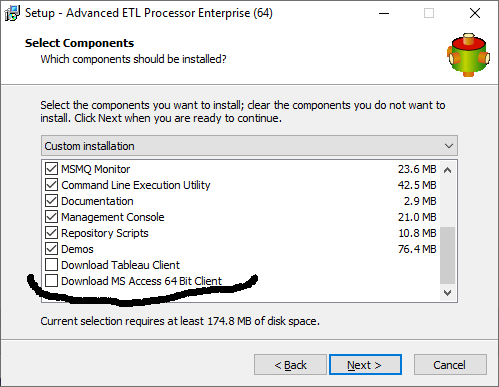 Setup - Advanced ETL Processor Enterprise (64)
Select Components
Which components should be installed?
Select the components you want to install; clear the components you do not want to
install. Click Next when you are ready to continue.
Custom installation
MSMQ Monitor 23.6 MB
Command Line Execution Utility 42.5 MB
Documentation 2.9 MB
Management Console 21.0 MB
Repository Scripts 10.8 MB
Demos 76.4 MB
Download Tableau Client
Download MS Access 64 Bit Client
Current selection requires at least 174.8 MB of disk space.
< Back Next > Cancel